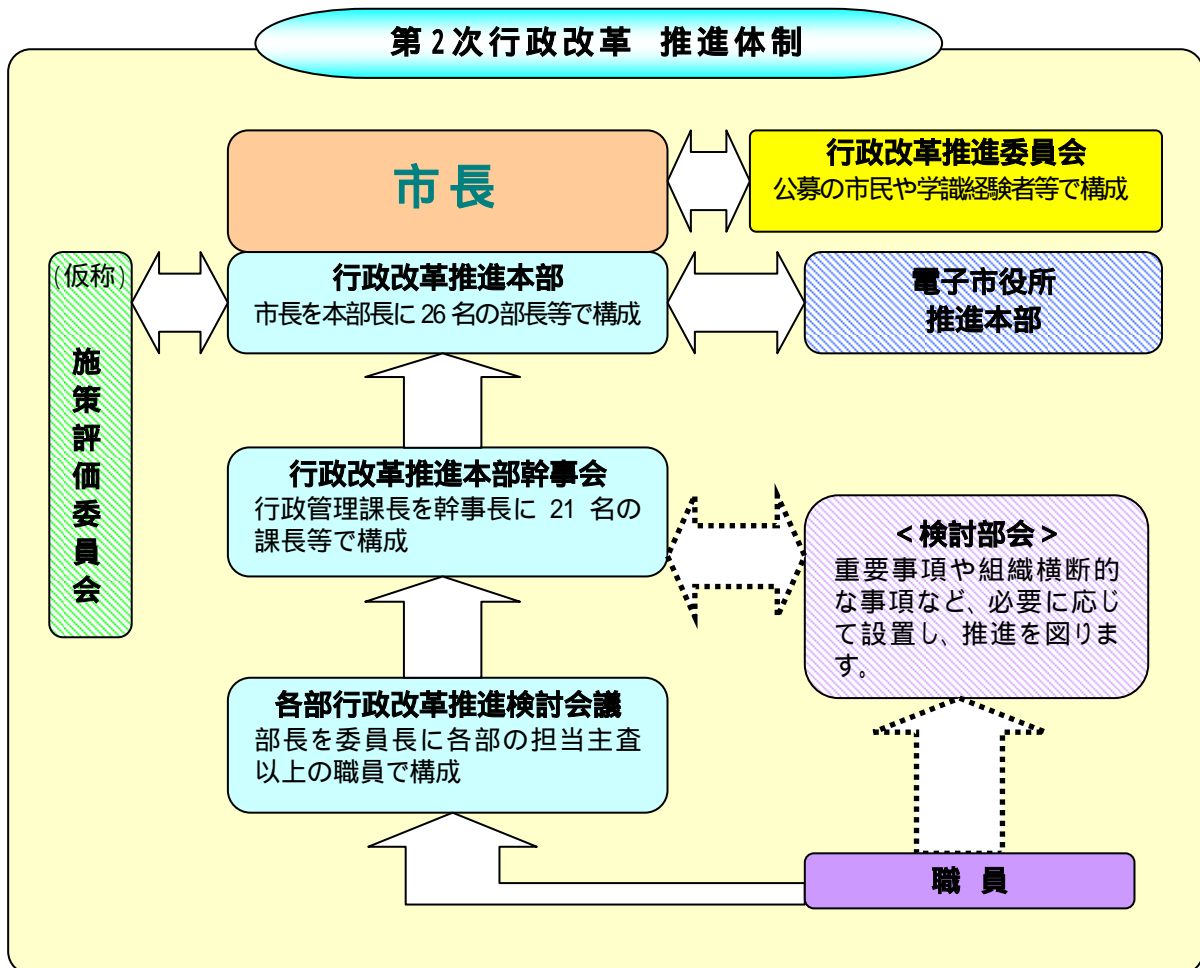 第2次行政改革 推進体制
市長
行政改革推進委員会
公募の市民や学識経験者等で構成
(仮称)
施策評価委員会
行政改革推進本部
市長を本部長に26名の部長等で構成
電子市役所
推進本部
行政改革推進本部幹事会
行政管理課長を幹事長に 21 名の
課長等で構成
<検討部会>
重要事項や組織横断的
な事項など、必要に応じ
て設置し、推進を図りま
す。
各部行政改革推進検討会議
部長を委員長に各部の担当主査
以上の職員で構成
職 員